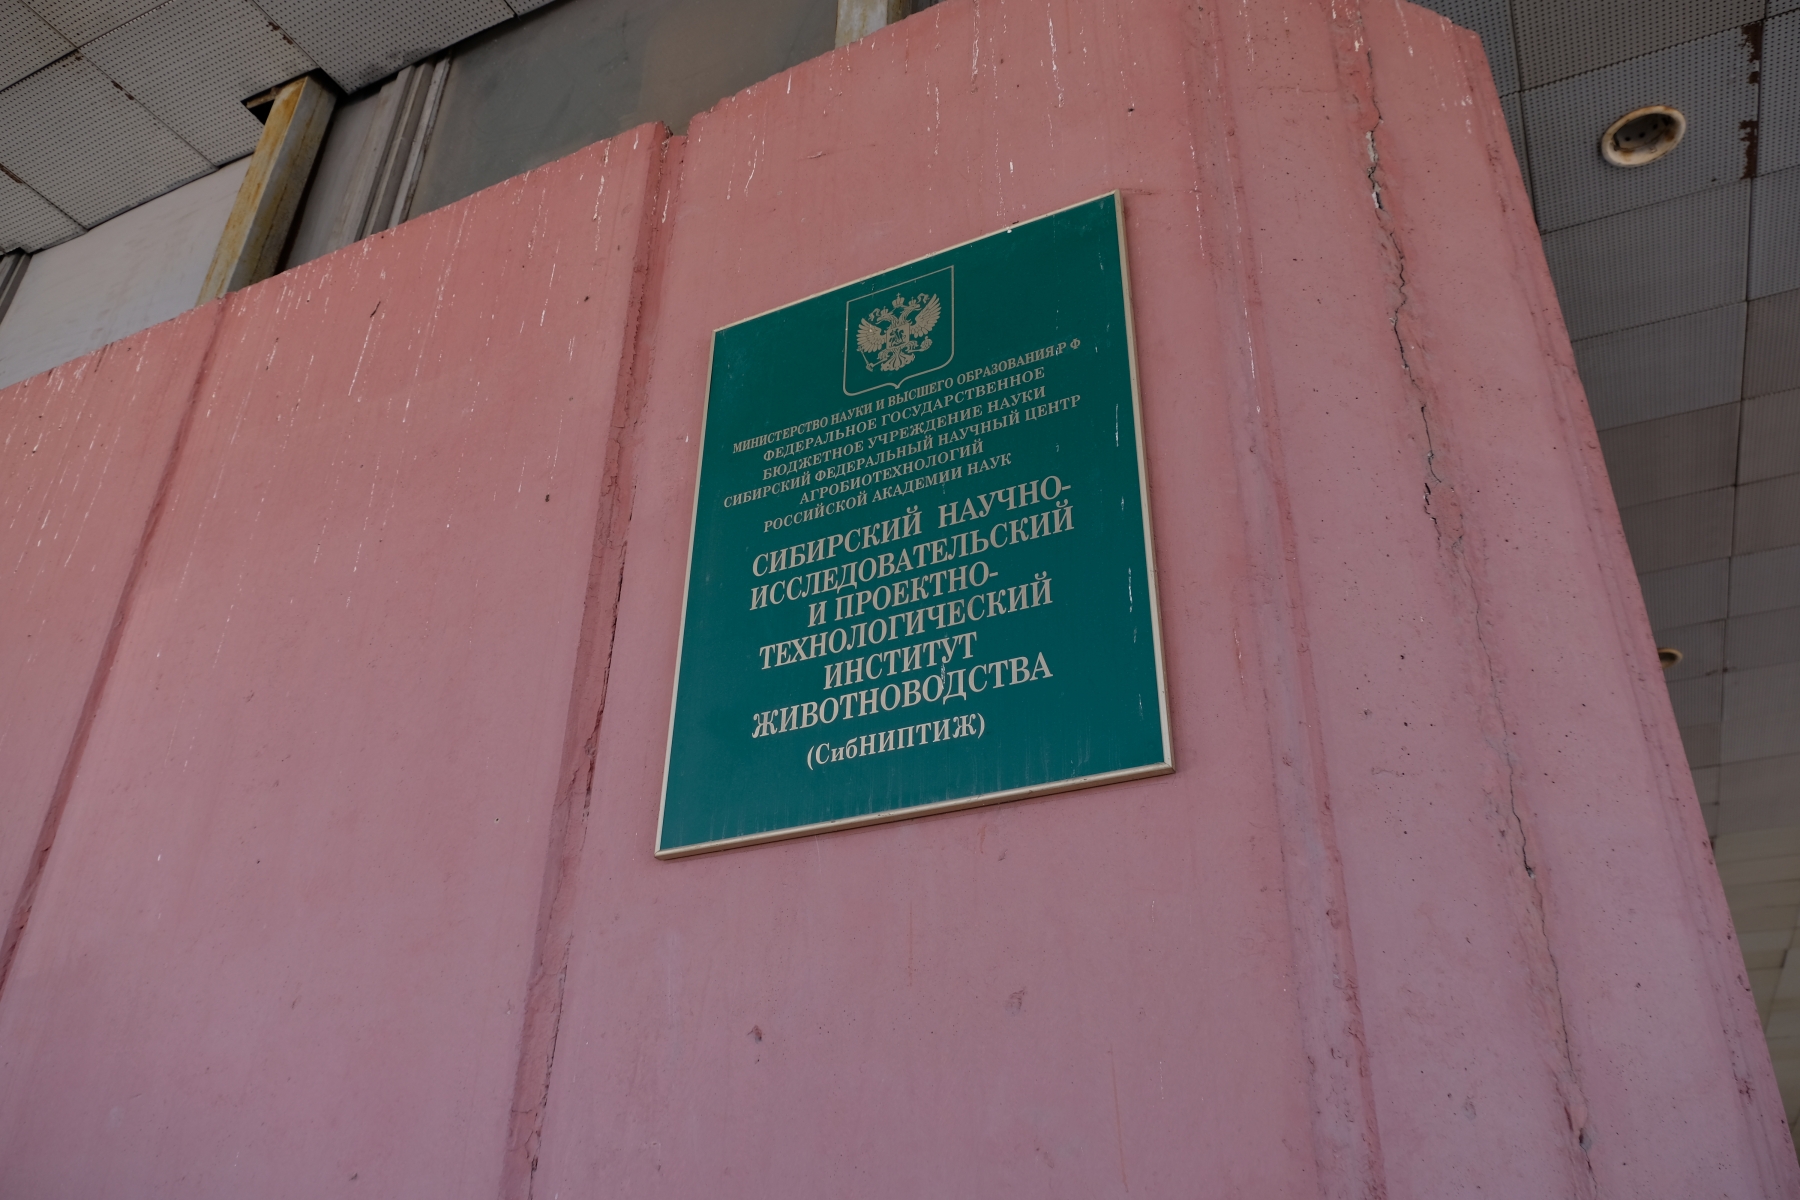 МИНИСТЕРСТВО НАУКИ И ВЫСШЕГО ОБРАЗОВАНИЯ Р Ф
ФЕДЕРАЛЬНОЕ ГОСУДАРСТВЕННОЕ
БЮДЖЕТНОЕ УЧРЕЖДЕНИЕ НАУКИ
СИБИРСКИЙ ФЕДЕРАЛЬНЫЙ НАУЧНЫЙ ЦЕНТР
АГРОБИОТЕХНОЛОГИЙ
РОССИЙСКОЙ АКАДЕМИИ НАУК
СИБИРСКИЙ НАУЧНО-
ИССЛЕДОВАТЕЛЬСКИЙ
И ПРОЕКТНО-
ТЕХНОЛОГИЧЕСКИЙ
ИНСТИТУТ
ЖИВОТНОВОДСТВА
(СибНИПТИЖ)